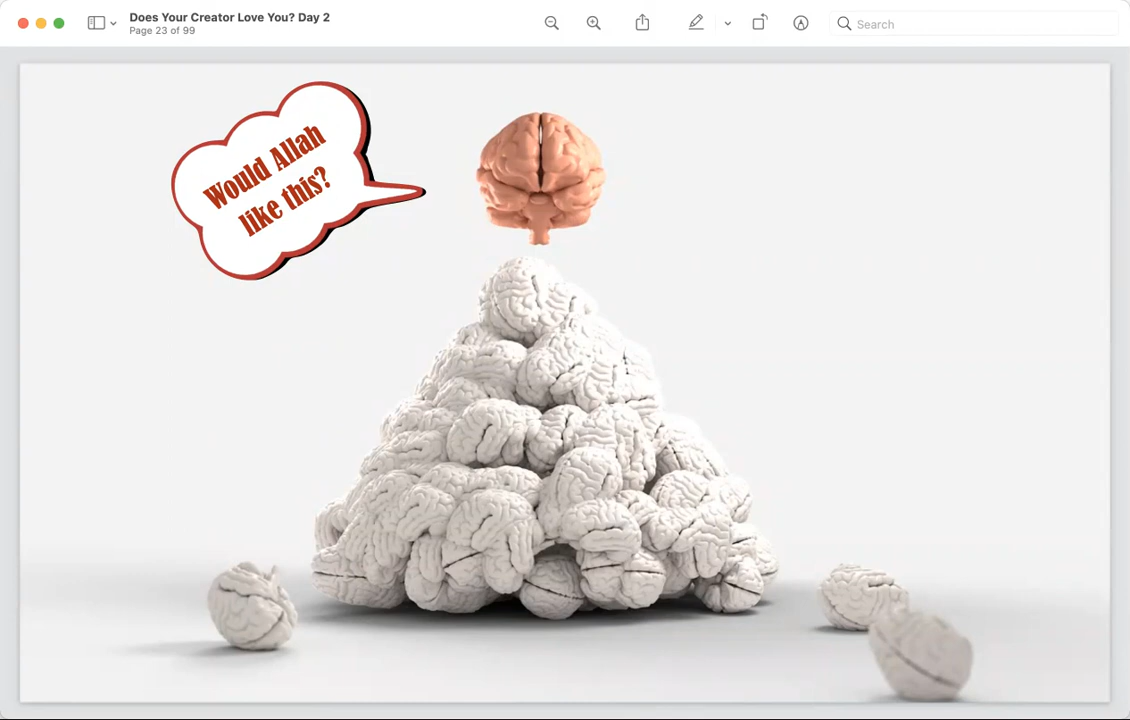 Does Your Creator Love You? Day 2
Page 23 of 99
Search
Would Allah
like this?